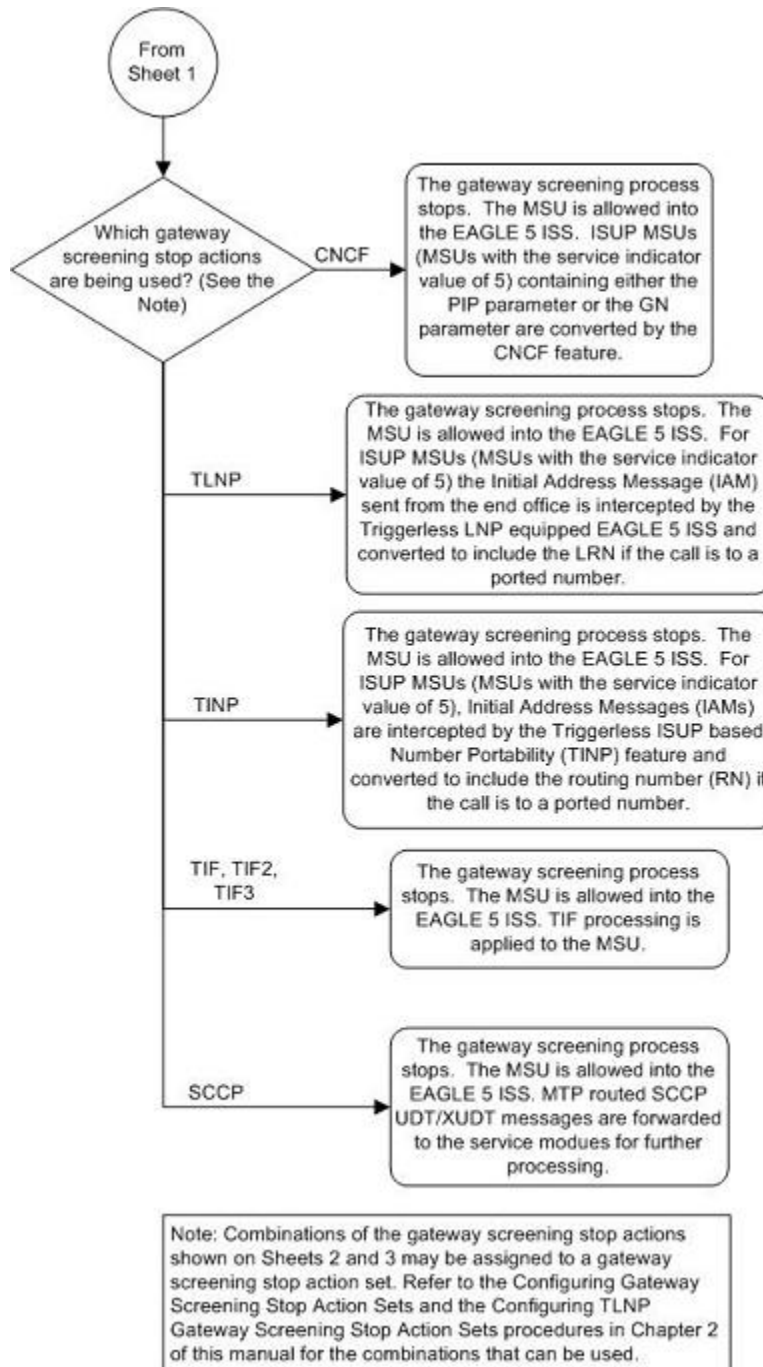 From
Sheet 1
Which gateway
screening stop actions
are being used? (See the
Note)
CNCF
The gateway screening process
stops.  The MSU is allowed into
the EAGLE 5 ISS.  ISUP MSUs
(MSUs with the service indicator
value of 5) containing either the
PIP parameter or the GN
parameter are converted by the
CNCF feature.
TLNP
The gateway screening process stops.  The
MSU is allowed into the EAGLE 5 ISS.  For
ISUP MSUs (MSUs with the service indicator
value of 5) the Initial Address Message (IAM)
sent from the end office is intercepted by the
Triggerless LNP equipped EAGLE 5 ISS and
converted to include the LRN if the call is to a
ported number.
TINP
The gateway screening process stops.  The
MSU is allowed into the EAGLE 5 ISS.  For
ISUP MSUs (MSUs with the service indicator
value of 5), Initial Address Messages (IAMs)
are intercepted by the Triggerless ISUP based
Number Portability (TINP) feature and
converted to include the routing number (RN) if
the call is to a ported number.
TIF, TIF2,
TIF3
The gateway screening process
stops.  The MSU is allowed into the
EAGLE 5 ISS. TIF processing is
applied to the MSU.
SCCP
The gateway screening process
stops.  The MSU is allowed into the
EAGLE 5 ISS. MTP routed SCCP
UDT/XUDT messages are forwarded
to the service modues for further
processing.
Note: Combinations of the gateway screening stop actions
shown on Sheets 2 and 3 may be assigned to a gateway
screening stop action set. Refer to the Configuring Gateway
Screening Stop Action Sets and the Configuring TLNP
Gateway Screening Stop Action Sets procedures in Chapter 2
of this manual for the combinations that can be used.